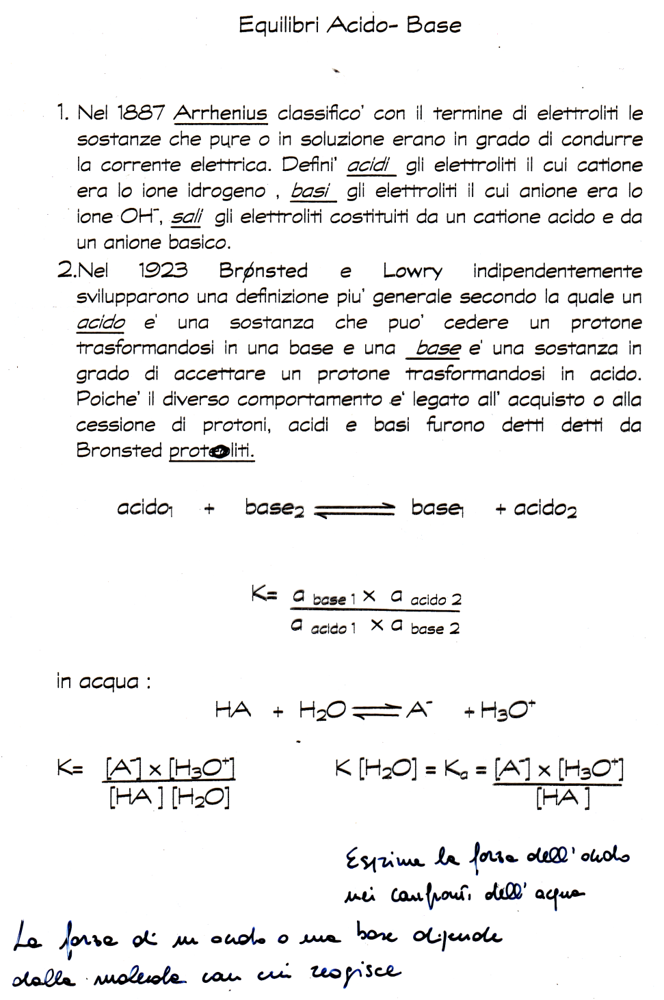 Equilibri Acido- Base
1. Nel 1887 Arrhenius classifico' con il termine di elettroliti le
sostanze che pure o in soluzione erano in grado di condurre
la corrente elettrica. Defini' acidi gli elettroliti il cui catione
era lo ione idrogeno , basi gli elettroliti il cui anione era lo
ione OH⁻, sali gli elettroliti costituiti da un catione acido e da
un anione basico.
2.Nel 1923 Brønsted e Lowry indipendentemente
svilupparono una definizione piu' generale secondo la quale un
acido e' una sostanza che puo' cedere un protone
trasformandosi in una base e una base e' una sostanza in
grado di accettare un protone trasformandosi in acido.
Poiche' il diverso comportamento e' legato all' acquisto o alla
cessione di protoni, acidi e basi furono detti detti da
Bronsted protoliti.
acido₁ + base₂ ⇌ base₁ + acido₂
K= a base 1 × a acido 2
a acido 1 × a base 2
in acqua :
HA + H₂O ⇌ A⁻ + H₃O⁺
K= [A⁻] x [H₃O⁺] K [H₂O] = Kₐ = [A⁻] x [H₃O⁺]
[HA ] [H₂O] [HA ]
Esprime la forza dell' acido
nei confronti dell' acqua
La forza di un acido o una base dipende
dalla molecola con cui reagisce